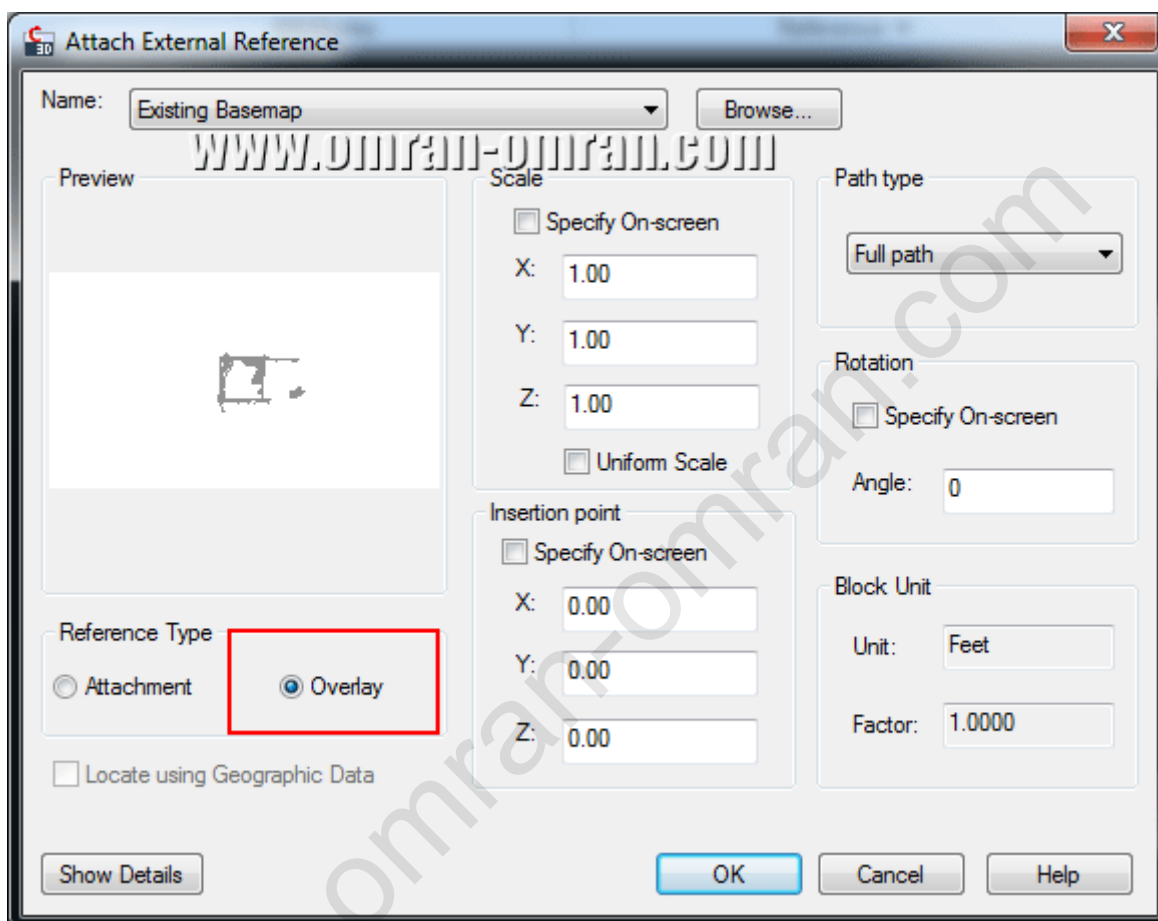 Attach External Reference
Name:
Existing Basemap
Browse...
www.omran-omran.com
Preview
Scale
Specify On-screen
X:
1.00
Y:
1.00
Z:
1.00
Uniform Scale
Path type
Full path
Rotation
Specify On-screen
Angle:
0
Insertion point
Specify On-screen
X:
0.00
Y:
0.00
Z:
0.00
Block Unit
Unit:
Feet
Factor:
1.0000
Reference Type
Attachment
Overlay
Locate using Geographic Data
Show Details
OK
Cancel
Help
omran-omran.com